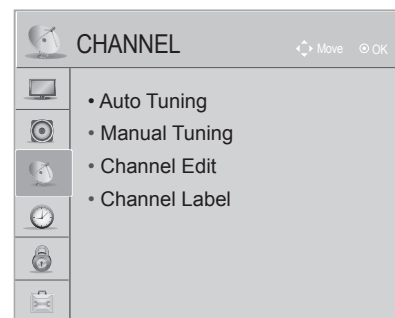 CHANNEL
Move OK
• Auto Tuning
• Manual Tuning
• Channel Edit
• Channel Label